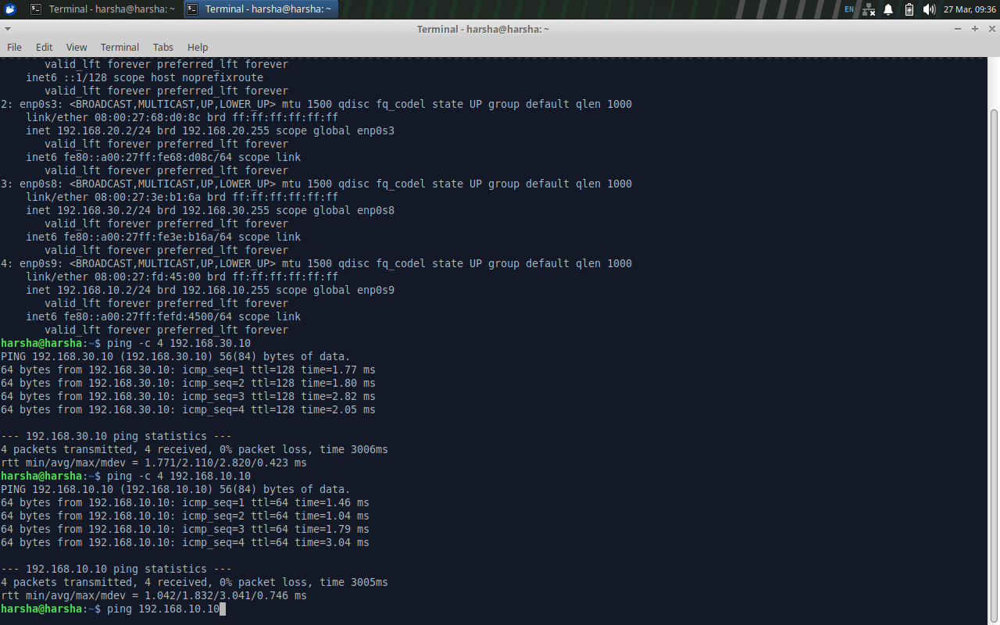 Terminal - harsha@harsha: ~
Terminal - harsha@harsha: ~
EN
27 Mar, 09:36
Terminal - harsha@harsha: ~
File Edit View Terminal Tabs Help
valid_lft forever preferred_lft forever
inet6 ::1/128 scope host noprefixroute
valid_lft forever preferred_lft forever
2: enp0s3: <BROADCAST,MULTICAST,UP,LOWER_UP> mtu 1500 qdisc fq_codel state UP group default qlen 1000
link/ether 08:00:27:68:d0:8c brd ff:ff:ff:ff:ff:ff
inet 192.168.20.2/24 brd 192.168.20.255 scope global enp0s3
valid_lft forever preferred_lft forever
inet6 fe80::a00:27ff:fe68:d08c/64 scope link
valid_lft forever preferred_lft forever
3: enp0s8: <BROADCAST,MULTICAST,UP,LOWER_UP> mtu 1500 qdisc fq_codel state UP group default qlen 1000
link/ether 08:00:27:3e:b1:6a brd ff:ff:ff:ff:ff:ff
inet 192.168.30.2/24 brd 192.168.30.255 scope global enp0s8
valid_lft forever preferred_lft forever
inet6 fe80::a00:27ff:fe3e:b16a/64 scope link
valid_lft forever preferred_lft forever
4: enp0s9: <BROADCAST,MULTICAST,UP,LOWER_UP> mtu 1500 qdisc fq_codel state UP group default qlen 1000
link/ether 08:00:27:fd:45:00 brd ff:ff:ff:ff:ff:ff
inet 192.168.10.2/24 brd 192.168.10.255 scope global enp0s9
valid_lft forever preferred_lft forever
inet6 fe80::a00:27ff:fefd:4500/64 scope link
valid_lft forever preferred_lft forever
harsha@harsha:~$ ping -c 4 192.168.30.10
PING 192.168.30.10 (192.168.30.10) 56(84) bytes of data.
64 bytes from 192.168.30.10: icmp_seq=1 ttl=128 time=1.77 ms
64 bytes from 192.168.30.10: icmp_seq=2 ttl=128 time=1.80 ms
64 bytes from 192.168.30.10: icmp_seq=3 ttl=128 time=2.82 ms
64 bytes from 192.168.30.10: icmp_seq=4 ttl=128 time=2.05 ms
--- 192.168.30.10 ping statistics ---
4 packets transmitted, 4 received, 0% packet loss, time 3006ms
rtt min/avg/max/mdev = 1.771/2.110/2.820/0.423 ms
harsha@harsha:~$ ping -c 4 192.168.10.10
PING 192.168.10.10 (192.168.10.10) 56(84) bytes of data.
64 bytes from 192.168.10.10: icmp_seq=1 ttl=64 time=1.46 ms
64 bytes from 192.168.10.10: icmp_seq=2 ttl=64 time=1.04 ms
64 bytes from 192.168.10.10: icmp_seq=3 ttl=64 time=1.79 ms
64 bytes from 192.168.10.10: icmp_seq=4 ttl=64 time=3.04 ms
--- 192.168.10.10 ping statistics ---
4 packets transmitted, 4 received, 0% packet loss, time 3005ms
rtt min/avg/max/mdev = 1.042/1.832/3.041/0.746 ms
harsha@harsha:~$ ping 192.168.10.10